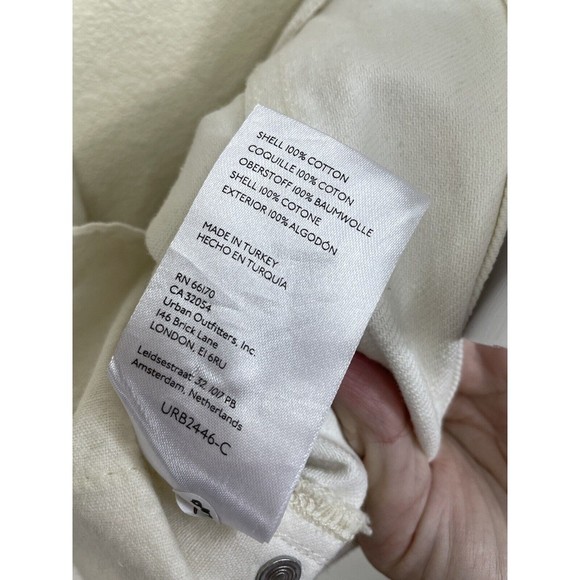 SHELL 100% COTTON
COQUILLE 100% COTON
OBERSTOFF 100% BAUMWOLLE
SHELL 100% COTONE
EXTERIOR 100% ALGODÓN
MADE IN TURKEY
HECHO EN TURQUÍA
RN 66170
CA 32054
Urban Outfitters, Inc.
146 Brick Lane
LONDON, E1 6RU
Leidsestraat 32, 1017 PB
Amsterdam, Netherlands
URB2446-C